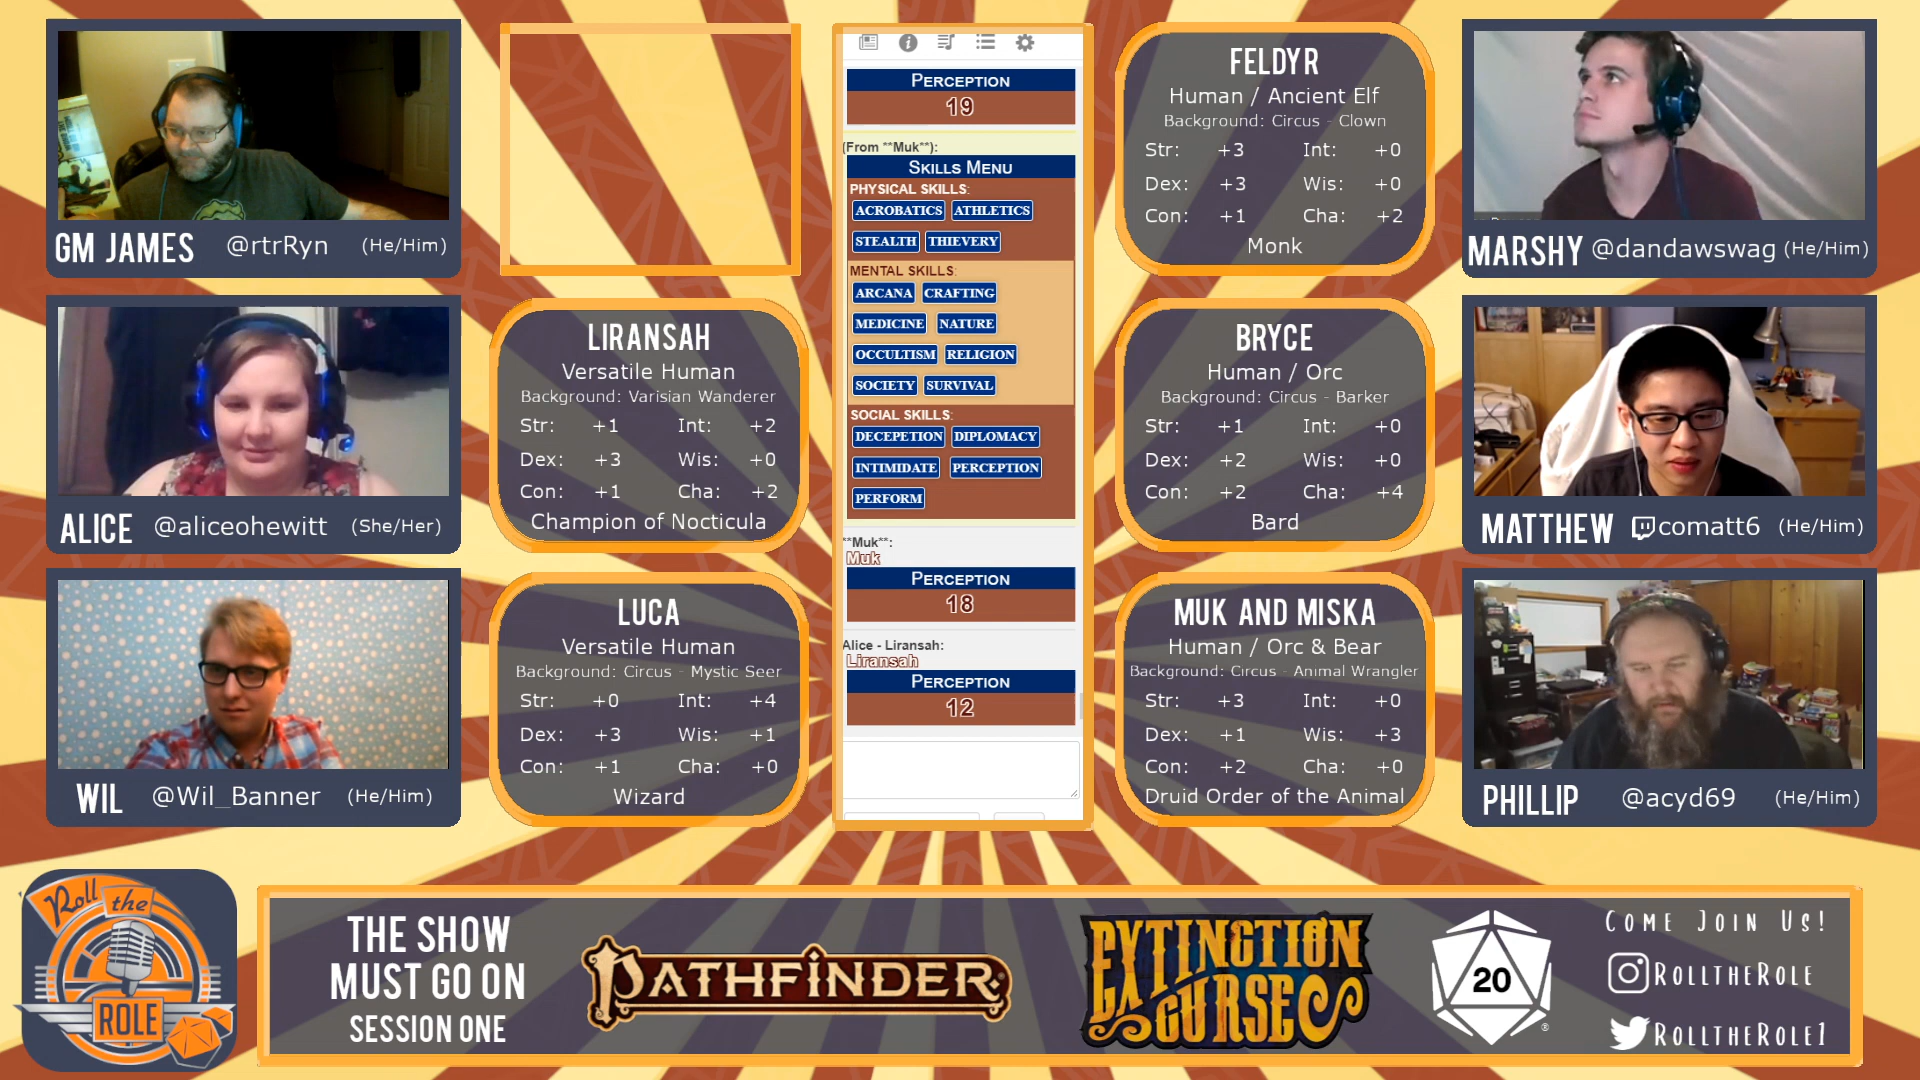 GM JAMES @rtrRyn (He/Him)
ALICE @aliceohewitt (She/Her)
WIL @Wil_Banner (He/Him)
LIRANSAH
Versatile Human
Background: Varisian Wanderer
Str: +1 Int: +2
Dex: +3 Wis: +0
Con: +1 Cha: +2
Champion of Nocticula
LUCA
Versatile Human
Background: Circus - Mystic Seer
Str: +0 Int: +4
Dex: +3 Wis: +1
Con: +1 Cha: +0
Wizard
PERCEPTION
19
(From **Muk**):
SKILLS MENU
PHYSICAL SKILLS:
ACROBATICS ATHLETICS
STEALTH THIEVERY
MENTAL SKILLS:
ARCANA CRAFTING
MEDICINE NATURE
OCCULTISM RELIGION
SOCIETY SURVIVAL
SOCIAL SKILLS:
DECEPETION DIPLOMACY
INTIMIDATE PERCEPTION
PERFORM
**Muk**:
Muk
PERCEPTION
18
Alice - Liransah:
Liransah
PERCEPTION
12
FELDYR
Human / Ancient Elf
Background: Circus - Clown
Str: +3 Int: +0
Dex: +3 Wis: +0
Con: +1 Cha: +2
Monk
BRYCE
Human / Orc
Background: Circus - Barker
Str: +1 Int: +0
Dex: +2 Wis: +0
Con: +2 Cha: +4
Bard
MUK AND MISKA
Human / Orc & Bear
Background: Circus - Animal Wrangler
Str: +3 Int: +0
Dex: +1 Wis: +3
Con: +2 Cha: +0
Druid Order of the Animal
MARSHY @dandawswag (He/Him)
MATTHEW comatt6 (He/Him)
PHILLIP @acyd69 (He/Him)
Roll the
ROLE
THE SHOW
MUST GO ON
SESSION ONE
PATHFINDER
EXTINCTION
CURSE
20
COME JOIN US!
ROLLTHEROLE
ROLLTHEROLE1